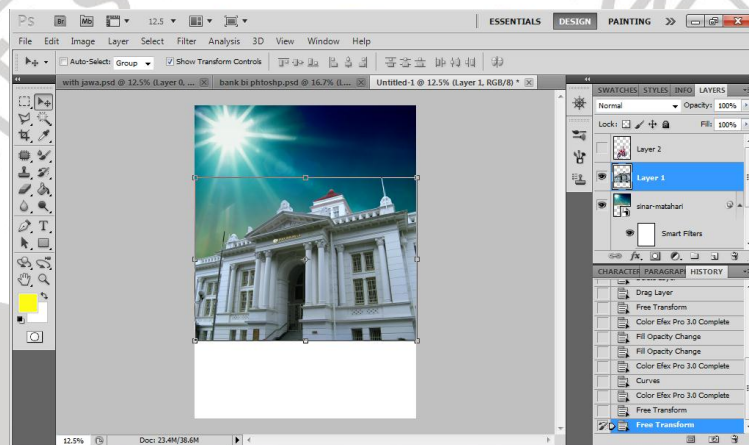 Ps Br Mb 12.5 ESSENTIALS DESIGN PAINTING
File Edit Image Layer Select Filter Analysis 3D View Window Help
Auto-Select: Group Show Transform Controls
with jawa.psd @ 12.5% (Layer 0, ... bank bi phtoshp.psd @ 16.7% (L... Untitled-1 @ 12.5% (Layer 1, RGB/8) *
SWATCHES STYLES INFO LAYERS
Normal Opacity: 100%
Lock: Fill: 100%
Layer 2
Layer 1
sinar-matahari
Smart Filters
CHARACTER PARAGRAPH HISTORY
Drag Layer
Free Transform
Color Efex Pro 3.0 Complete
Fill Opacity Change
Fill Opacity Change
Color Efex Pro 3.0 Complete
Curves
Color Efex Pro 3.0 Complete
Free Transform
Free Transform
12.5% Doc: 23.4M/38.6M